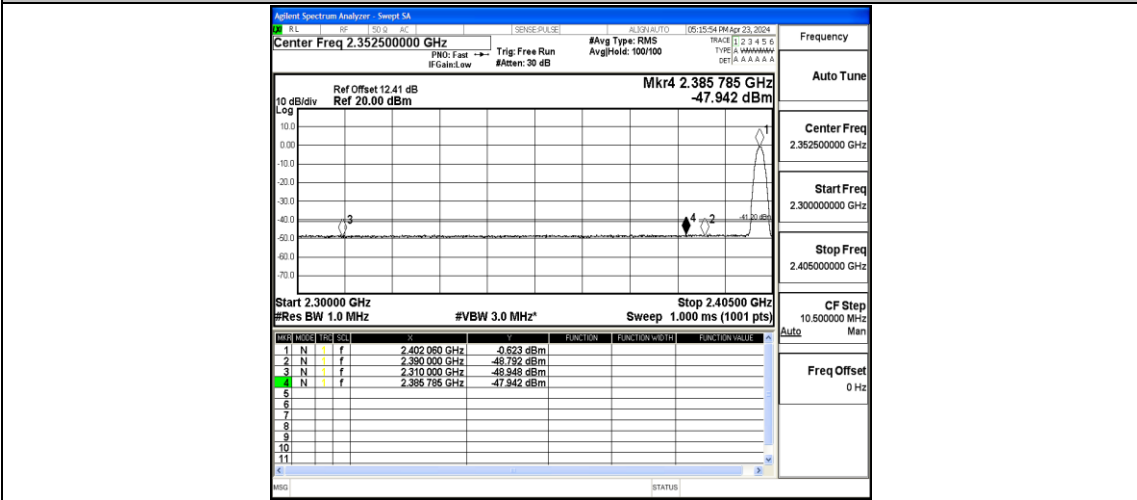 Agilent Spectrum Analyzer - Swept SA
RL RF 50 Ω AC SENSE:PULSE ALIGN AUTO 05:15:54 PM Apr 23, 2024
Center Freq 2.352500000 GHz
PNO: Fast
IFGain:Low
Trig: Free Run
#Atten: 30 dB
#Avg Type: RMS
Avg|Hold: 100/100
TRACE 1 2 3 4 5 6
TYPE A WWWWW
DET A A A A A A
Frequency
Mkr4 2.385 785 GHz
-47.942 dBm
Ref Offset 12.41 dB
10 dB/div Ref 20.00 dBm
Log
10.0
0.00
-10.0
-20.0
-30.0
-40.0
-50.0
-60.0
-70.0
1
3
4
2
-41.20 dBm
Start 2.30000 GHz Stop 2.40500 GHz
#Res BW 1.0 MHz #VBW 3.0 MHz* Sweep 1.000 ms (1001 pts)
MKR MODE TRC SCL X Y FUNCTION FUNCTION WIDTH FUNCTION VALUE
1 N 1 f 2.402 060 GHz -0.623 dBm
2 N 1 f 2.390 000 GHz -48.792 dBm
3 N 1 f 2.310 000 GHz -48.948 dBm
4 N 1 f 2.385 785 GHz -47.942 dBm
5
6
7
8
9
10
11
MSG STATUS
Auto Tune
Center Freq
2.352500000 GHz
Start Freq
2.300000000 GHz
Stop Freq
2.405000000 GHz
CF Step
10.500000 MHz
Auto Man
Freq Offset
0 Hz